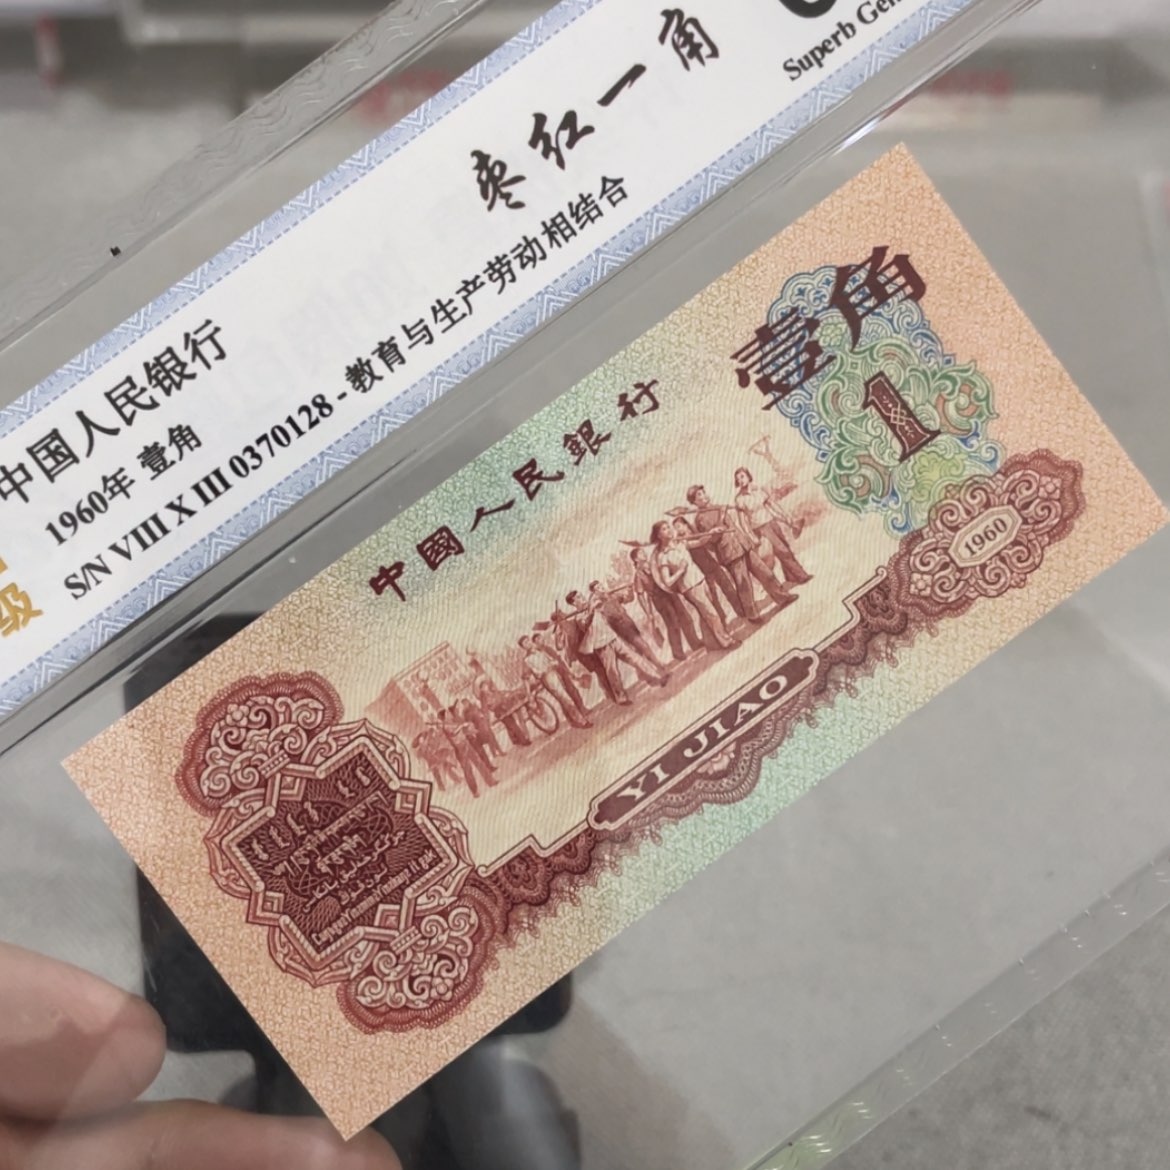 枣红一角
Superb Gem
中国人民银行
1960年 壹角
S/N VIII X III 0370128 - 教育与生产劳动相结合
级
壹角
1
中國人民銀行
1960
YI JIAO